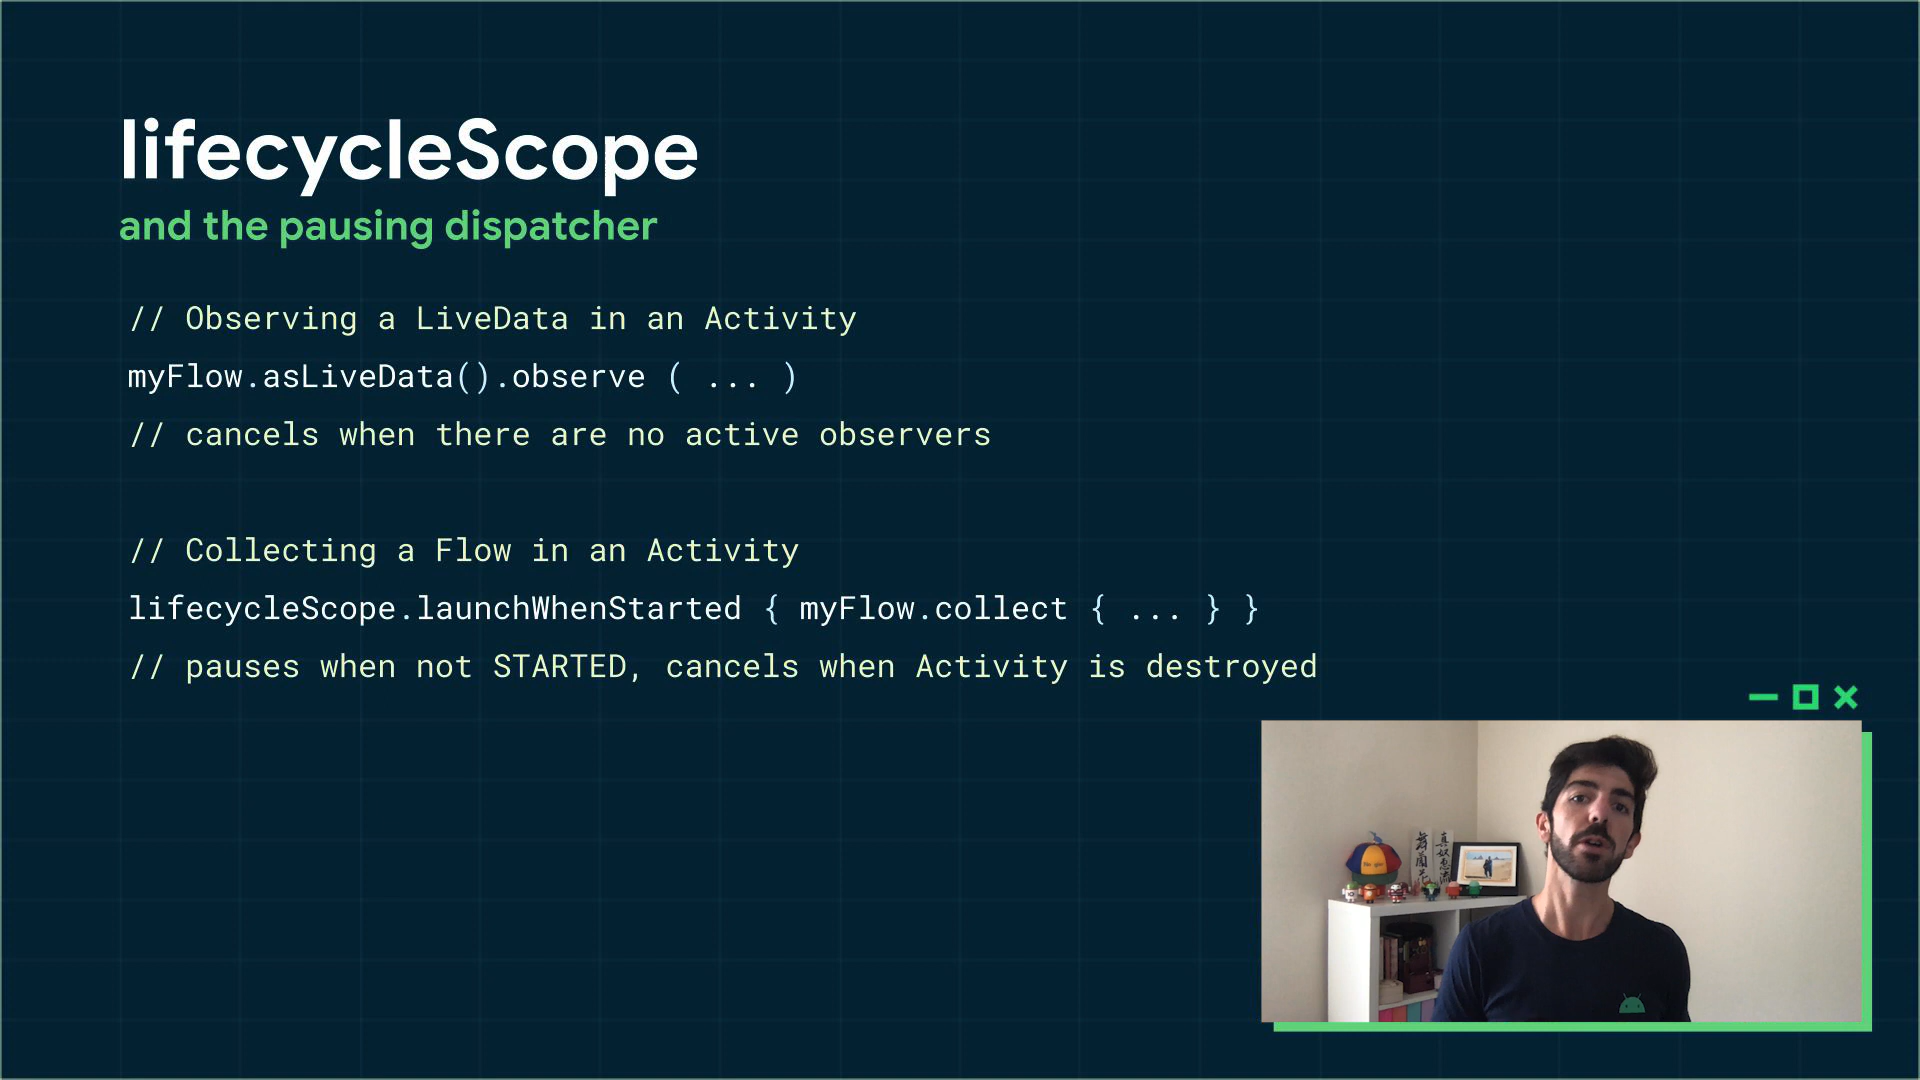 lifecycleScope
and the pausing dispatcher
// Observing a LiveData in an Activity
myFlow.asLiveData().observe ( ... )
// cancels when there are no active observers
// Collecting a Flow in an Activity
lifecycleScope.launchWhenStarted { myFlow.collect { ... } }
// pauses when not STARTED, cancels when Activity is destroyed